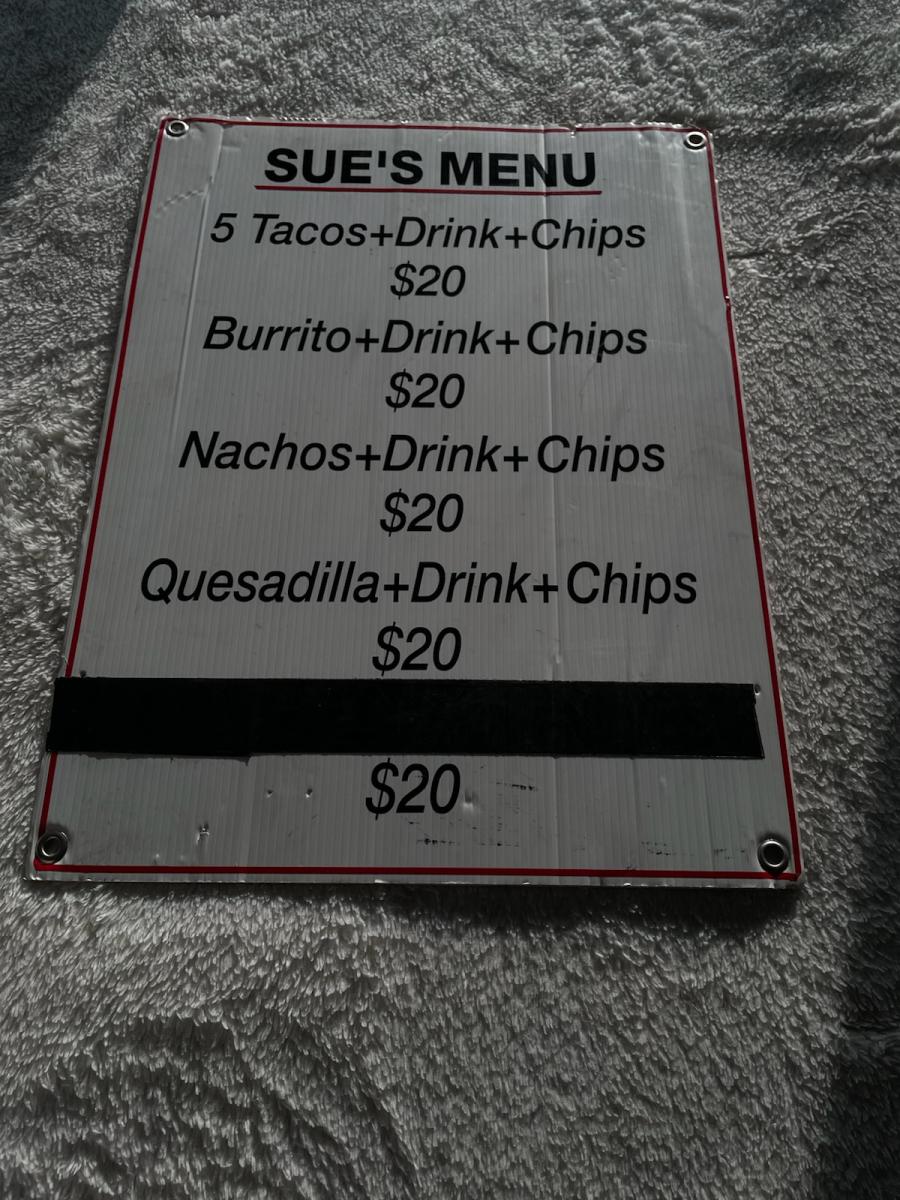 SUE'S MENU
5 Tacos+Drink+Chips
$20
Burrito+Drink+Chips
$20
Nachos+Drink+Chips
$20
Quesadilla+Drink+Chips
$20
$20